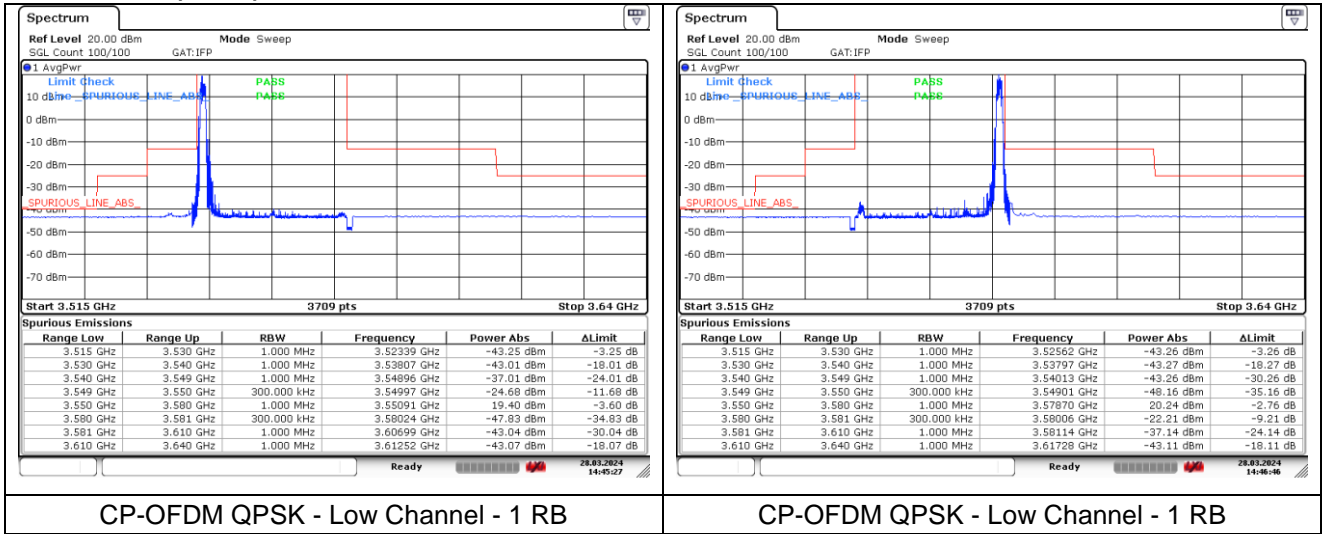 Spectrum
Ref Level 20.00 dBm Mode Sweep
SGL Count 100/100 GAT:IFP
1 AvgPwr
Limit Check PASS
10 dBm _SPURIOUS_LINE_ABS_ PASS
0 dBm
-10 dBm
-20 dBm
-30 dBm
_SPURIOUS_LINE_ABS_
-40 dBm
-50 dBm
-60 dBm
-70 dBm
Start 3.515 GHz 3709 pts Stop 3.64 GHz
Spurious Emissions
Range Low Range Up RBW Frequency Power Abs ΔLimit
3.515 GHz 3.530 GHz 1.000 MHz 3.52339 GHz -43.25 dBm -3.25 dB
3.530 GHz 3.540 GHz 1.000 MHz 3.53807 GHz -43.01 dBm -18.01 dB
3.540 GHz 3.549 GHz 1.000 MHz 3.54896 GHz -37.01 dBm -24.01 dB
3.549 GHz 3.550 GHz 300.000 kHz 3.54997 GHz -24.68 dBm -11.68 dB
3.550 GHz 3.580 GHz 1.000 MHz 3.55091 GHz 19.40 dBm -3.60 dB
3.580 GHz 3.581 GHz 300.000 kHz 3.58024 GHz -47.83 dBm -34.83 dB
3.581 GHz 3.610 GHz 1.000 MHz 3.60699 GHz -43.04 dBm -30.04 dB
3.610 GHz 3.640 GHz 1.000 MHz 3.61252 GHz -43.07 dBm -18.07 dB
Ready 28.03.2024
14:45:27
CP-OFDM QPSK - Low Channel - 1 RB
Spectrum
Ref Level 20.00 dBm Mode Sweep
SGL Count 100/100 GAT:IFP
1 AvgPwr
Limit Check PASS
10 dBm _SPURIOUS_LINE_ABS_ PASS
0 dBm
-10 dBm
-20 dBm
-30 dBm
_SPURIOUS_LINE_ABS_
-40 dBm
-50 dBm
-60 dBm
-70 dBm
Start 3.515 GHz 3709 pts Stop 3.64 GHz
Spurious Emissions
Range Low Range Up RBW Frequency Power Abs ΔLimit
3.515 GHz 3.530 GHz 1.000 MHz 3.52562 GHz -43.26 dBm -3.26 dB
3.530 GHz 3.540 GHz 1.000 MHz 3.53797 GHz -43.27 dBm -18.27 dB
3.540 GHz 3.549 GHz 1.000 MHz 3.54013 GHz -43.26 dBm -30.26 dB
3.549 GHz 3.550 GHz 300.000 kHz 3.54901 GHz -48.16 dBm -35.16 dB
3.550 GHz 3.580 GHz 1.000 MHz 3.57870 GHz 20.24 dBm -2.76 dB
3.580 GHz 3.581 GHz 300.000 kHz 3.58006 GHz -22.21 dBm -9.21 dB
3.581 GHz 3.610 GHz 1.000 MHz 3.58114 GHz -37.14 dBm -24.14 dB
3.610 GHz 3.640 GHz 1.000 MHz 3.61728 GHz -43.11 dBm -18.11 dB
Ready 28.03.2024
14:46:46
CP-OFDM QPSK - Low Channel - 1 RB